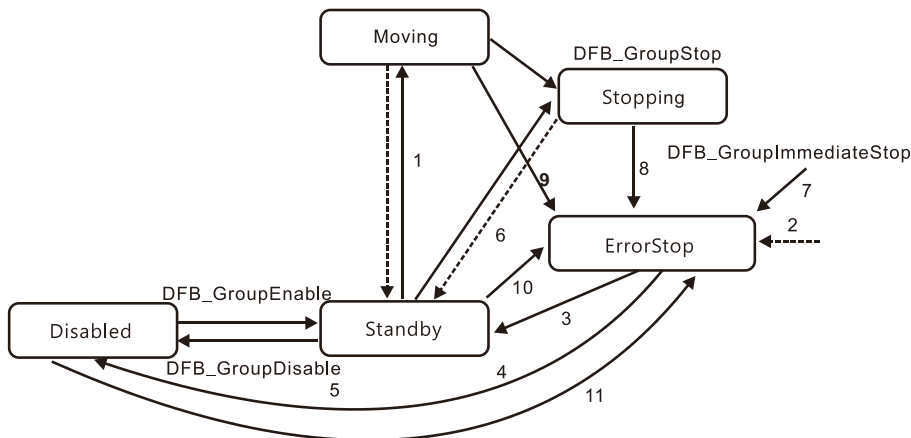 Moving
DFB_GroupStop
Stopping
1
8
DFB_GroupImmediateStop
7
9
2
6
ErrorStop
10
DFB_GroupEnable
Disabled
Standby
3
DFB_GroupDisable
5
4
11